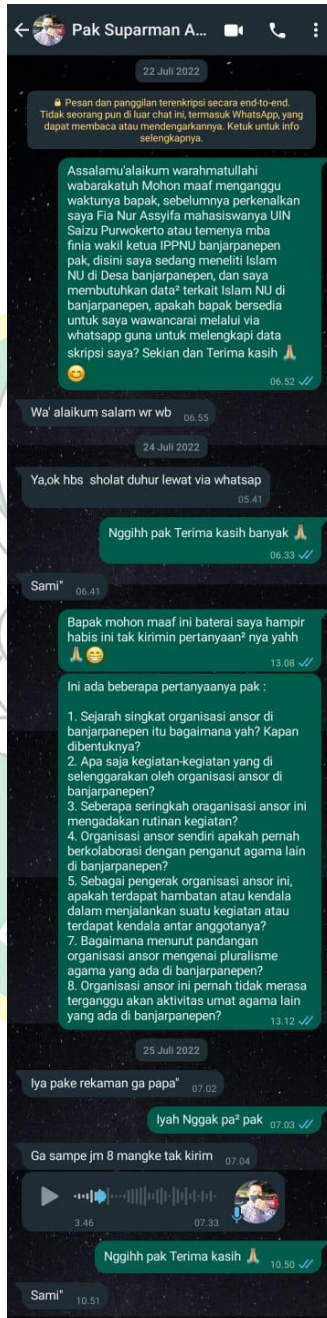 Pak Suparman A...
22 Juli 2022
Pesan dan panggilan terenkripsi secara end-to-end.
Tidak seorang pun di luar chat ini, termasuk WhatsApp, yang
dapat membaca atau mendengarkannya. Ketuk untuk info
selengkapnya.
Assalamu'alaikum warahmatullahi
wabarakatuh Mohon maaf menganggu
waktunya bapak, sebelumnya perkenalkan
saya Fia Nur Assyifa mahasiswanya UIN
Saizu Purwokerto atau temenya mba
finia wakil ketua IPPNU banjarpanepen
pak, disini saya sedang meneliti Islam
NU di Desa banjarpanepen, dan saya
membutuhkan data² terkait Islam NU di
banjarpanepen, apakah bapak bersedia
untuk saya wawancarai melalui via
whatsapp guna untuk melengkapi data
skripsi saya? Sekian dan Terima kasih 🙏
😊
06.52
Wa' alaikum salam wr wb 06.55
24 Juli 2022
Ya,ok hbs sholat duhur lewat via whatsap
05.41
Nggihh pak Terima kasih banyak 🙏
06.33
Sami" 06.41
Bapak mohon maaf ini baterai saya hampir
habis ini tak kirimin pertanyaan² nya yahh
🙏😁
13.08
Ini ada beberapa pertanyaanya pak :
1. Sejarah singkat organisasi ansor di
banjarpanepen itu bagaimana yah? Kapan
dibentuknya?
2. Apa saja kegiatan-kegiatan yang di
selenggarakan oleh organisasi ansor di
banjarpanepen?
3. Seberapa seringkah oraganisasi ansor ini
mengadakan rutinan kegiatan?
4. Organisasi ansor sendiri apakah pernah
berkolaborasi dengan penganut agama lain
di banjarpanepen?
5. Sebagai pengerak organisasi ansor ini,
apakah terdapat hambatan atau kendala
dalam menjalankan suatu kegiatan atau
terdapat kendala antar anggotanya?
7. Bagaimana menurut pandangan
organisasi ansor mengenai pluralisme
agama yang ada di banjarpanepen?
8. Organisasi ansor ini pernah tidak merasa
terganggu akan aktivitas umat agama lain
yang ada di banjarpanepen?
13.12
25 Juli 2022
Iya pake rekaman ga papa" 07.02
Iyah Nggak pa² pak 07.03
Ga sampe jm 8 mangke tak kirim 07.04
3.46 07.33
Nggihh pak Terima kasih 🙏 10.50
Sami" 10.51